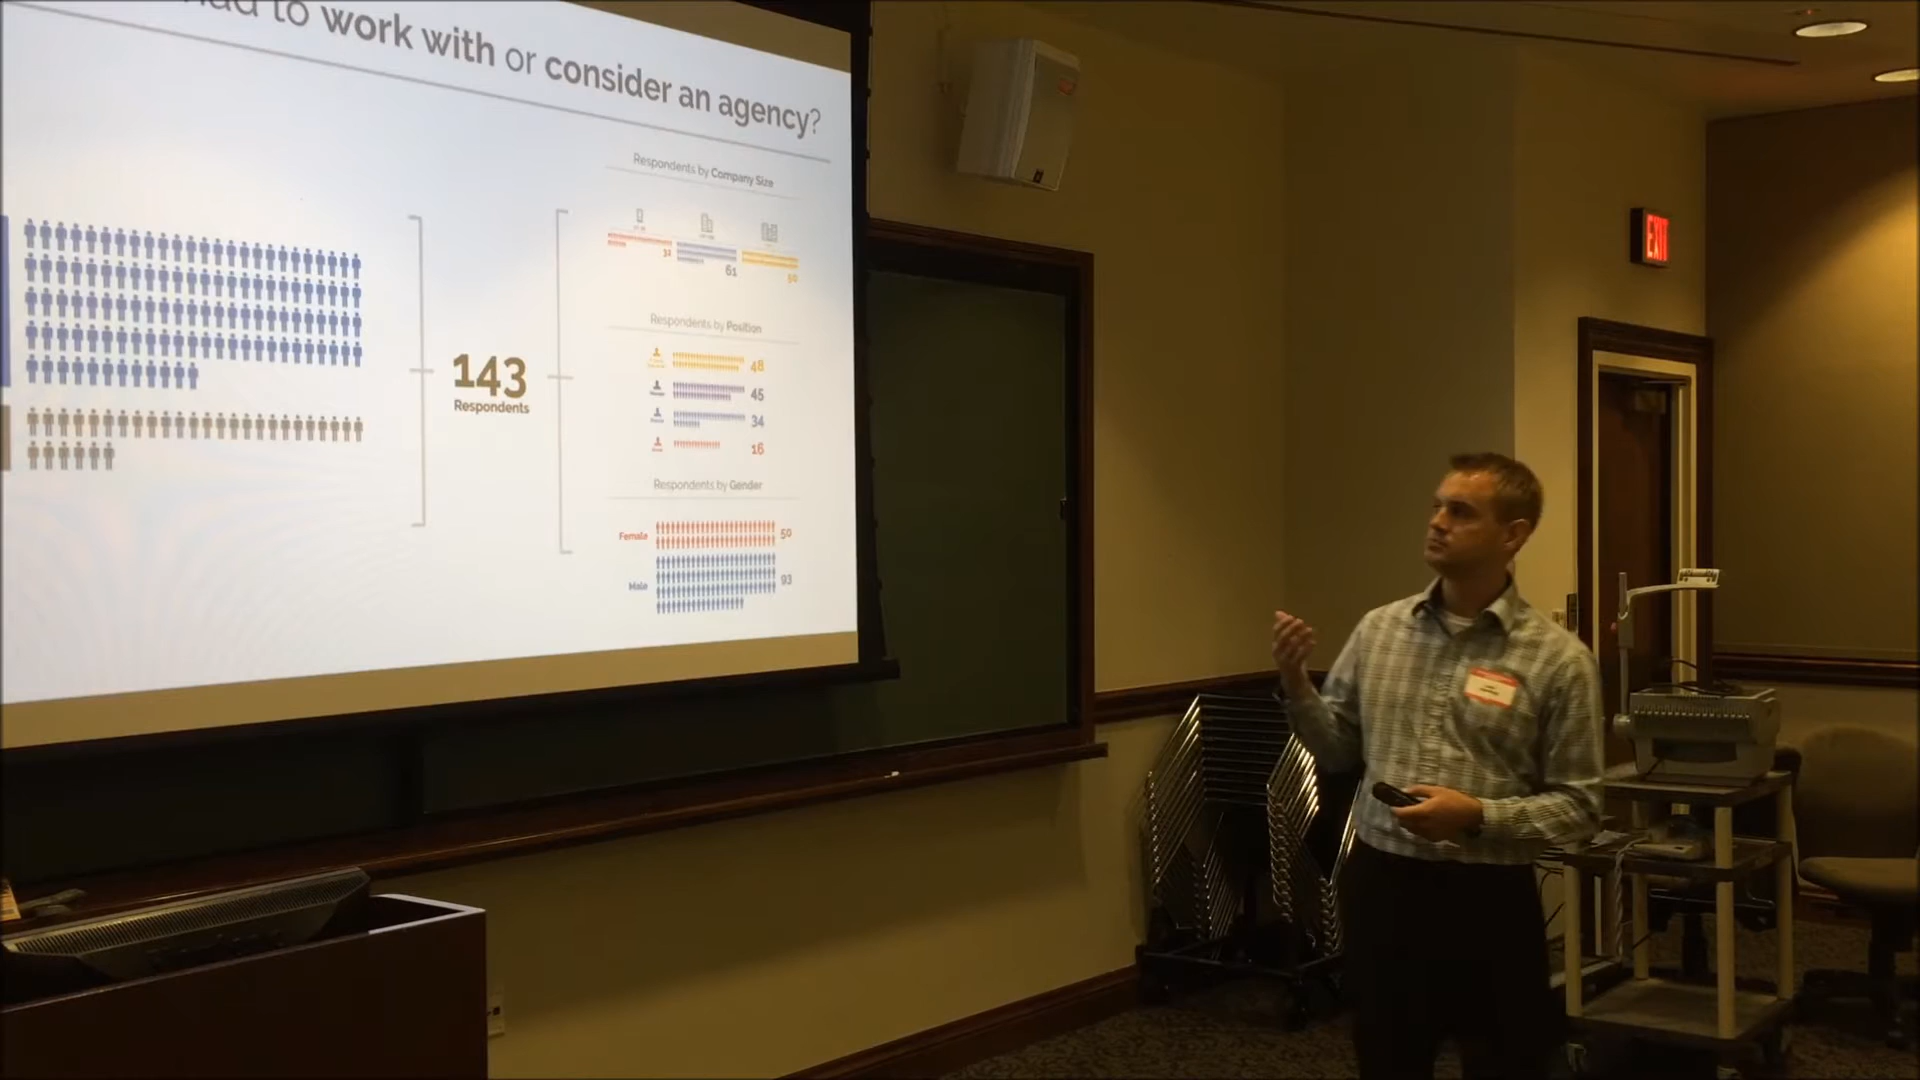 had to work with or consider an agency?
Respondents by Company Size
32
61
50
Respondents by Position
48
45
34
16
143
Respondents
Respondents by Gender
Female
50
Male
93
EXIT